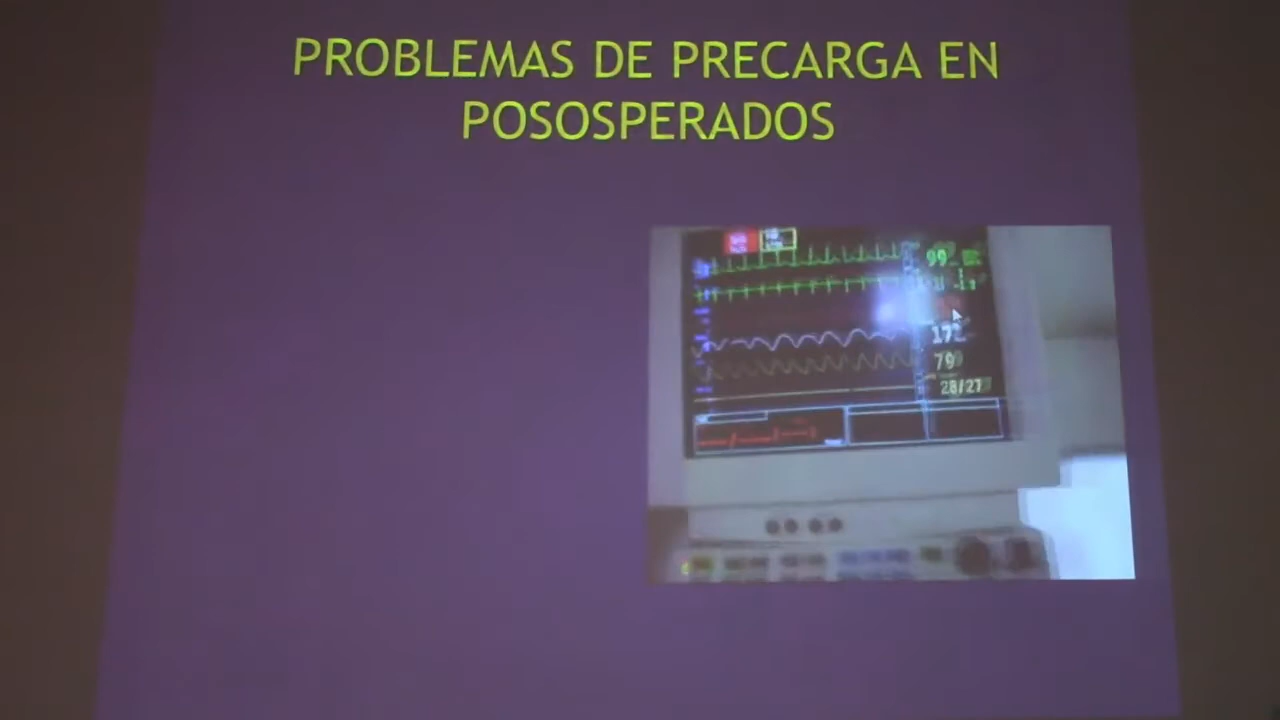 PROBLEMAS DE PRECARGA EN
POSOSPERADOS
99
172
79
28/27